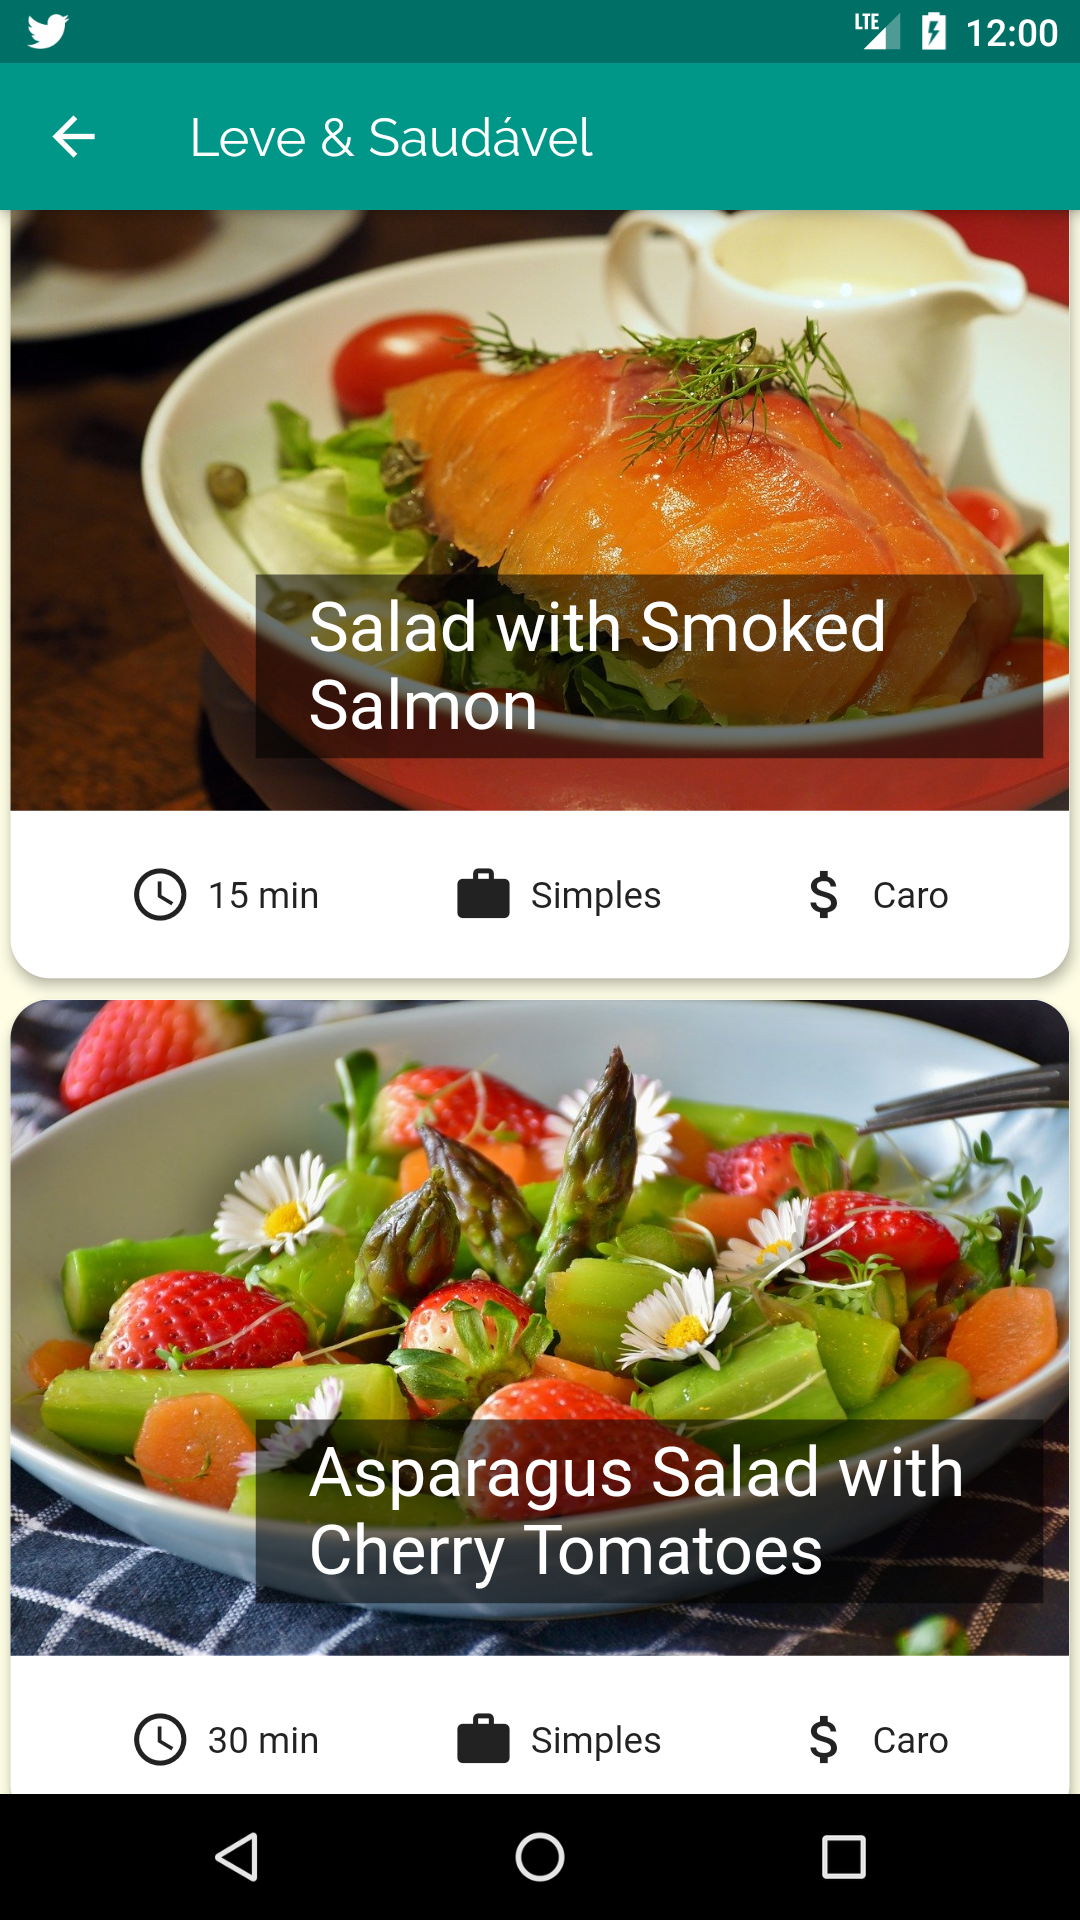 LTE 12:00
Leve & Saudável
Salad with Smoked
Salmon
15 min Simples Caro
Asparagus Salad with
Cherry Tomatoes
30 min Simples Caro